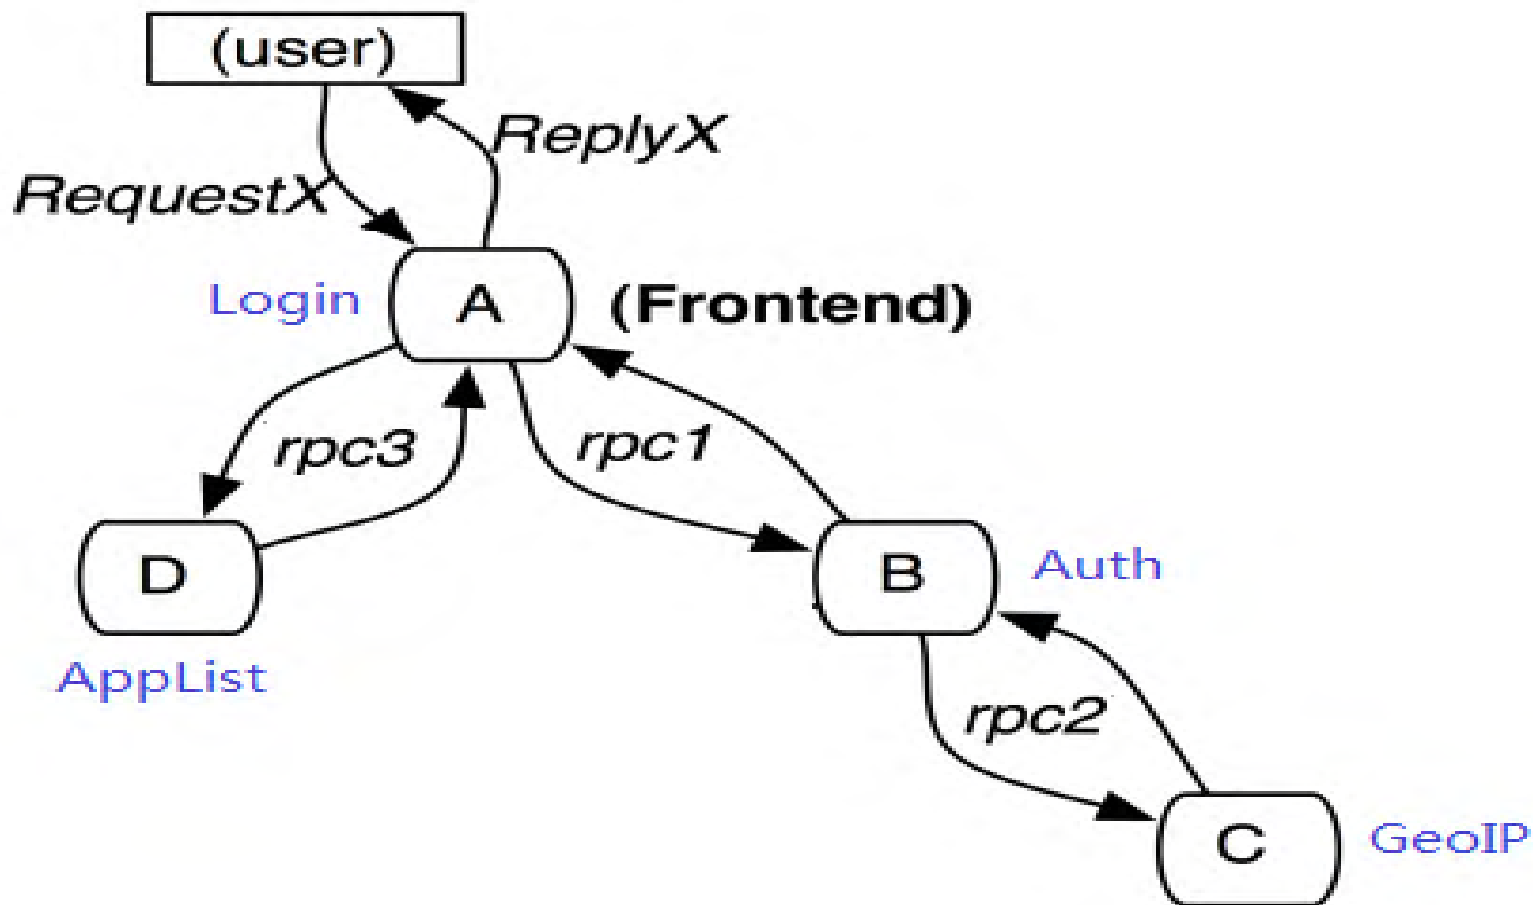 (user)
ReplyX
RequestX
Login
A
(Frontend)
rpc3
rpc1
D
B
Auth
AppList
rpc2
C
GeoIP